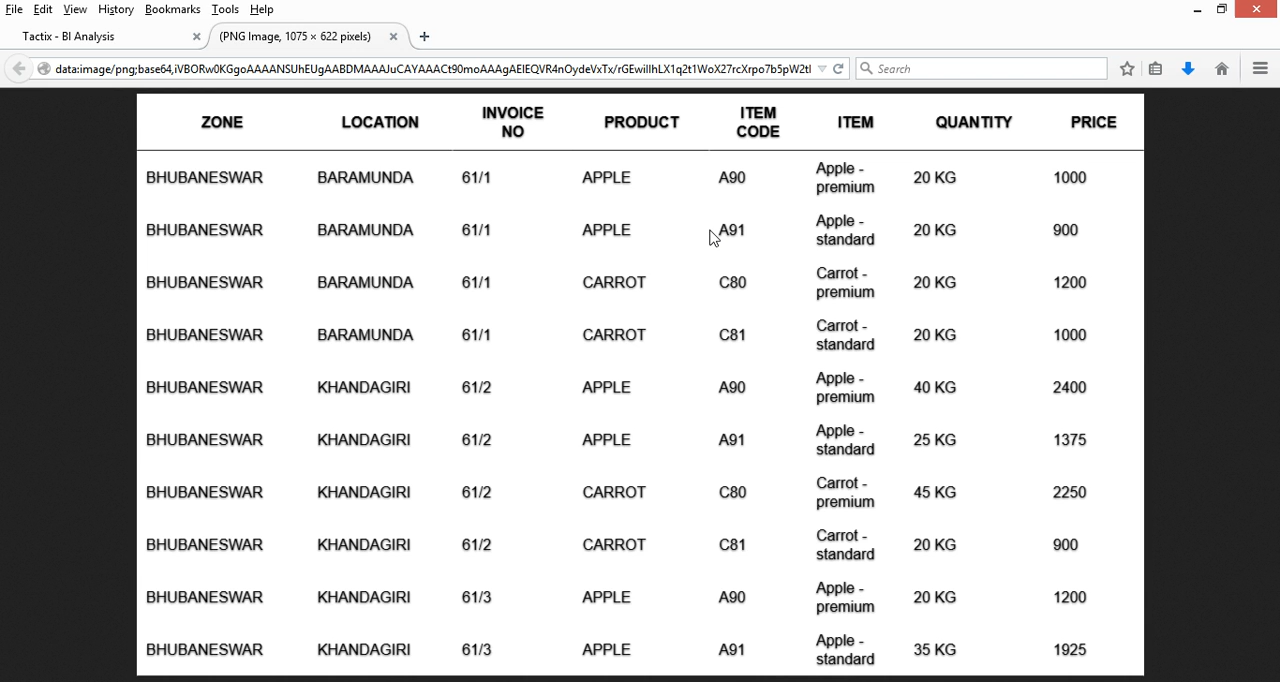 File Edit View History Bookmarks Tools Help
Tactix - BI Analysis × (PNG Image, 1075 × 622 pixels) × +
Search
ZONE LOCATION INVOICE NO PRODUCT ITEM CODE ITEM QUANTITY PRICE
BHUBANESWAR BARAMUNDA 61/1 APPLE A90 Apple - premium 20 KG 1000
BHUBANESWAR BARAMUNDA 61/1 APPLE A91 Apple - standard 20 KG 900
BHUBANESWAR BARAMUNDA 61/1 CARROT C80 Carrot - premium 20 KG 1200
BHUBANESWAR BARAMUNDA 61/1 CARROT C81 Carrot - standard 20 KG 1000
BHUBANESWAR KHANDAGIRI 61/2 APPLE A90 Apple - premium 40 KG 2400
BHUBANESWAR KHANDAGIRI 61/2 APPLE A91 Apple - standard 25 KG 1375
BHUBANESWAR KHANDAGIRI 61/2 CARROT C80 Carrot - premium 45 KG 2250
BHUBANESWAR KHANDAGIRI 61/2 CARROT C81 Carrot - standard 20 KG 900
BHUBANESWAR KHANDAGIRI 61/3 APPLE A90 Apple - premium 20 KG 1200
BHUBANESWAR KHANDAGIRI 61/3 APPLE A91 Apple - standard 35 KG 1925